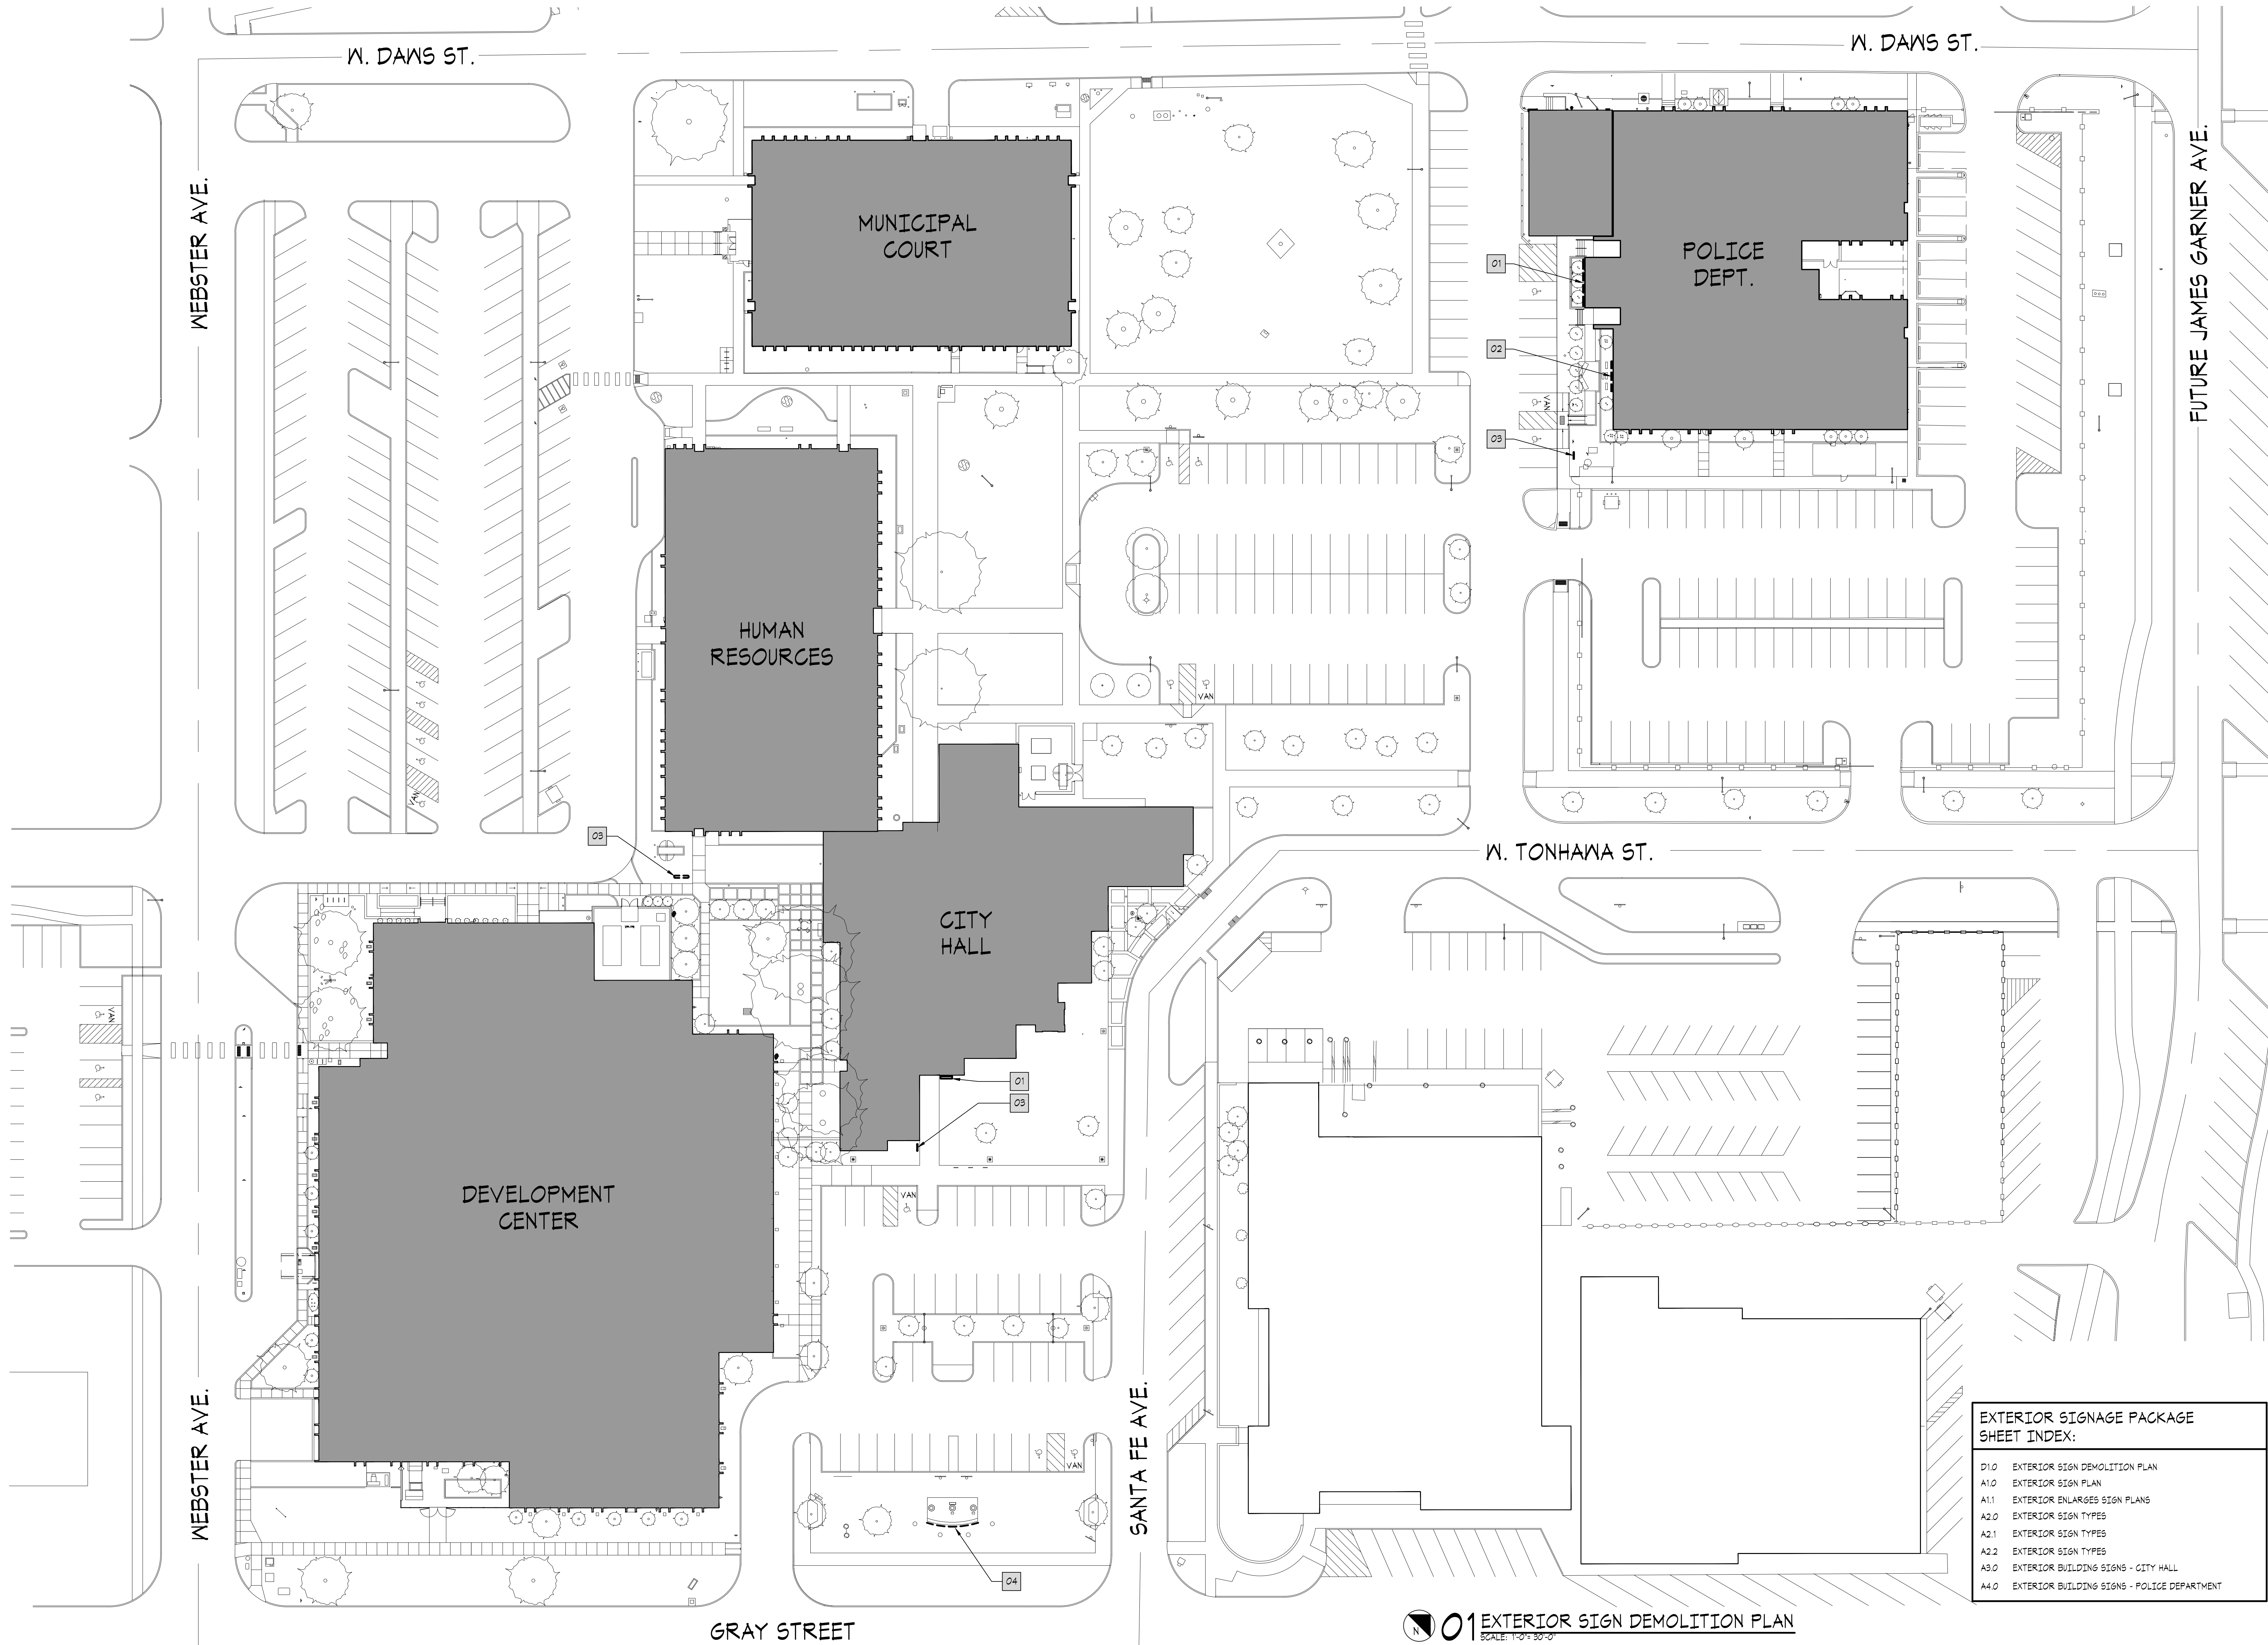 W. DAWS ST.
W. DAWS ST.
WEBSTER AVE.
FUTURE JAMES GARNER AVE.
MUNICIPAL
COURT
POLICE
DEPT.
01
02
VAN
03
HUMAN
RESOURCES
VAN
VAN
03
W. TONHAWA ST.
CITY
HALL
VAN
01
03
DEVELOPMENT
CENTER
VAN
WEBSTER AVE.
SANTA FE AVE.
VAN
04
GRAY STREET
EXTERIOR SIGNAGE PACKAGE
SHEET INDEX:
D1.0 EXTERIOR SIGN DEMOLITION PLAN
A1.0 EXTERIOR SIGN PLAN
A1.1 EXTERIOR ENLARGES SIGN PLANS
A2.0 EXTERIOR SIGN TYPES
A2.1 EXTERIOR SIGN TYPES
A2.2 EXTERIOR SIGN TYPES
A3.0 EXTERIOR BUILDING SIGNS - CITY HALL
A4.0 EXTERIOR BUILDING SIGNS - POLICE DEPARTMENT
N
01 EXTERIOR SIGN DEMOLITION PLAN
SCALE: 1'-0"= 30'-0"